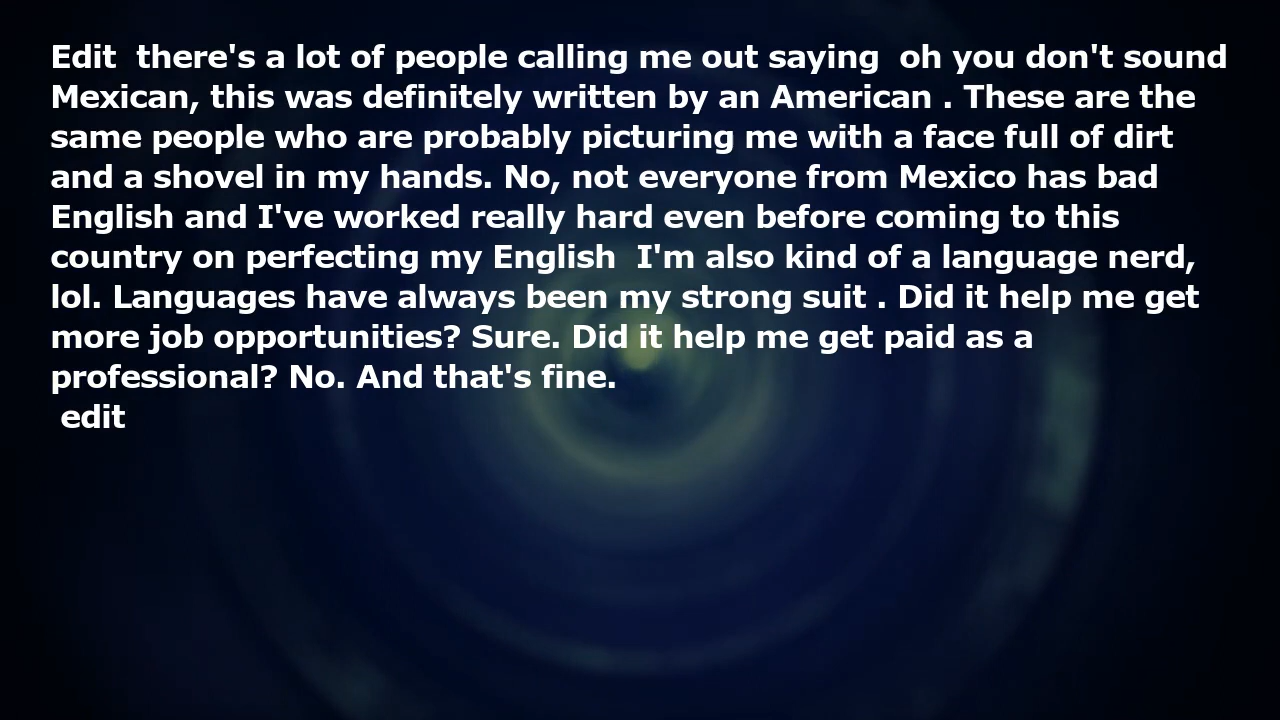 Edit  there's a lot of people calling me out saying  oh you don't sound
Mexican, this was definitely written by an American . These are the
same people who are probably picturing me with a face full of dirt
and a shovel in my hands. No, not everyone from Mexico has bad
English and I've worked really hard even before coming to this
country on perfecting my English  I'm also kind of a language nerd,
lol. Languages have always been my strong suit . Did it help me get
more job opportunities? Sure. Did it help me get paid as a
professional? No. And that's fine.
edit